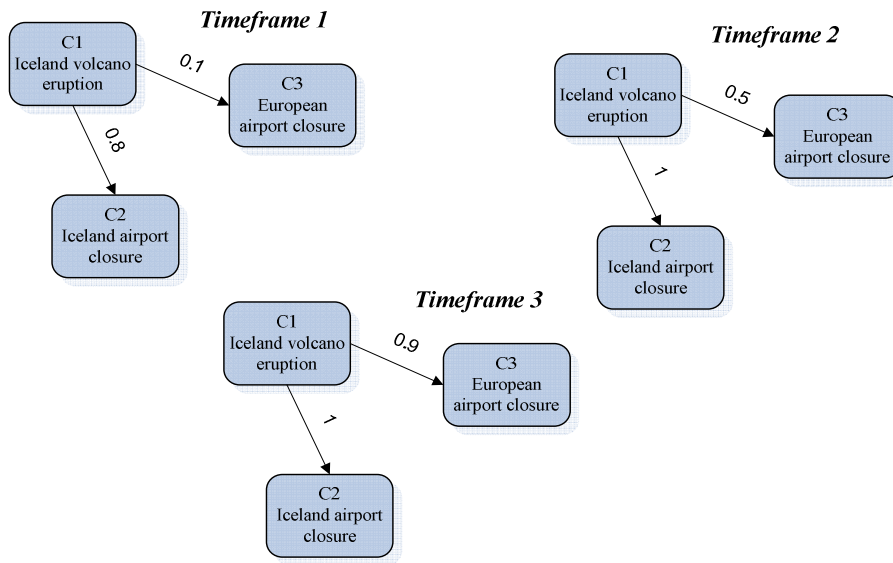 Timeframe 1
C1
Iceland volcano
eruption
0.1
C3
European
airport closure
0.8
C2
Iceland airport
closure
Timeframe 2
C1
Iceland volcano
eruption
0.5
C3
European
airport closure
1
C2
Iceland airport
closure
Timeframe 3
C1
Iceland volcano
eruption
0.9
C3
European
airport closure
1
C2
Iceland airport
closure